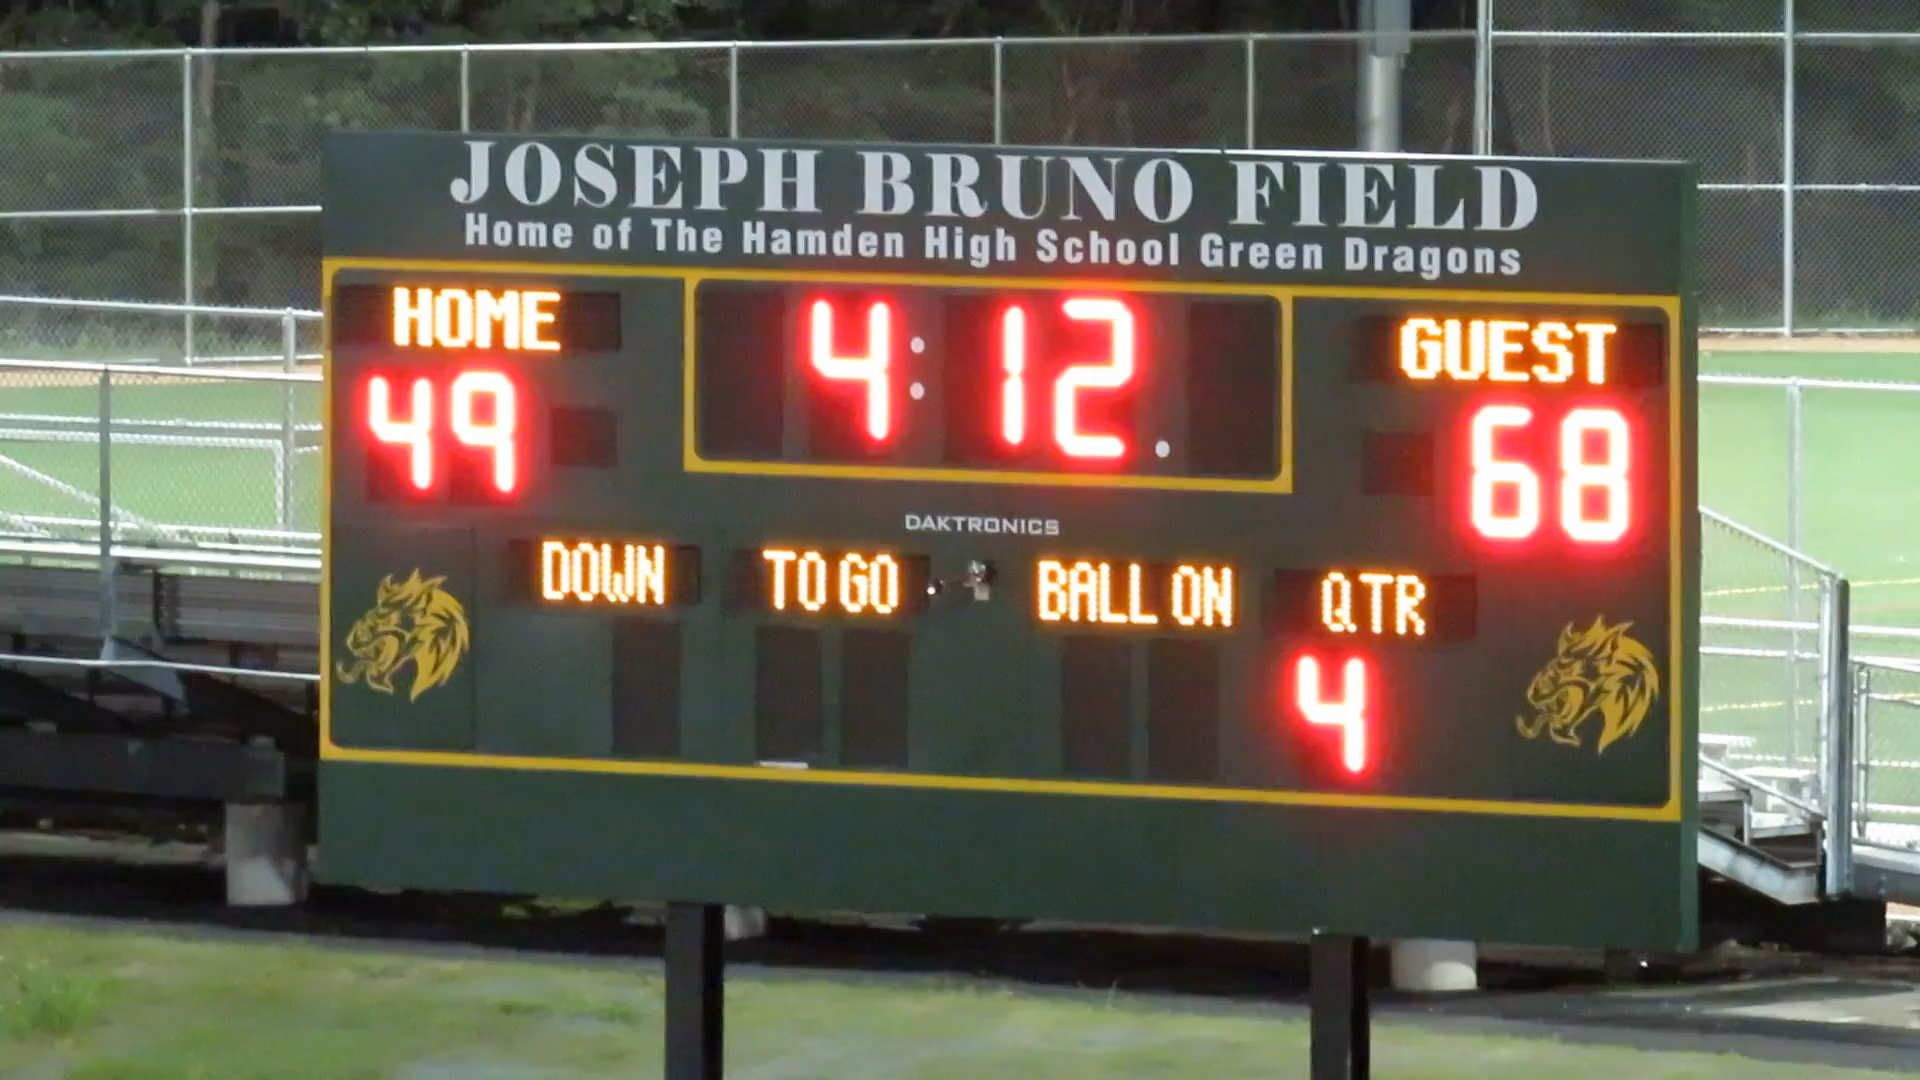 JOSEPH BRUNO FIELD
Home of The Hamden High School Green Dragons
HOME
4:12.
GUEST
49
68
DAKTRONICS
DOWN
TO GO
BALL ON
QTR
4